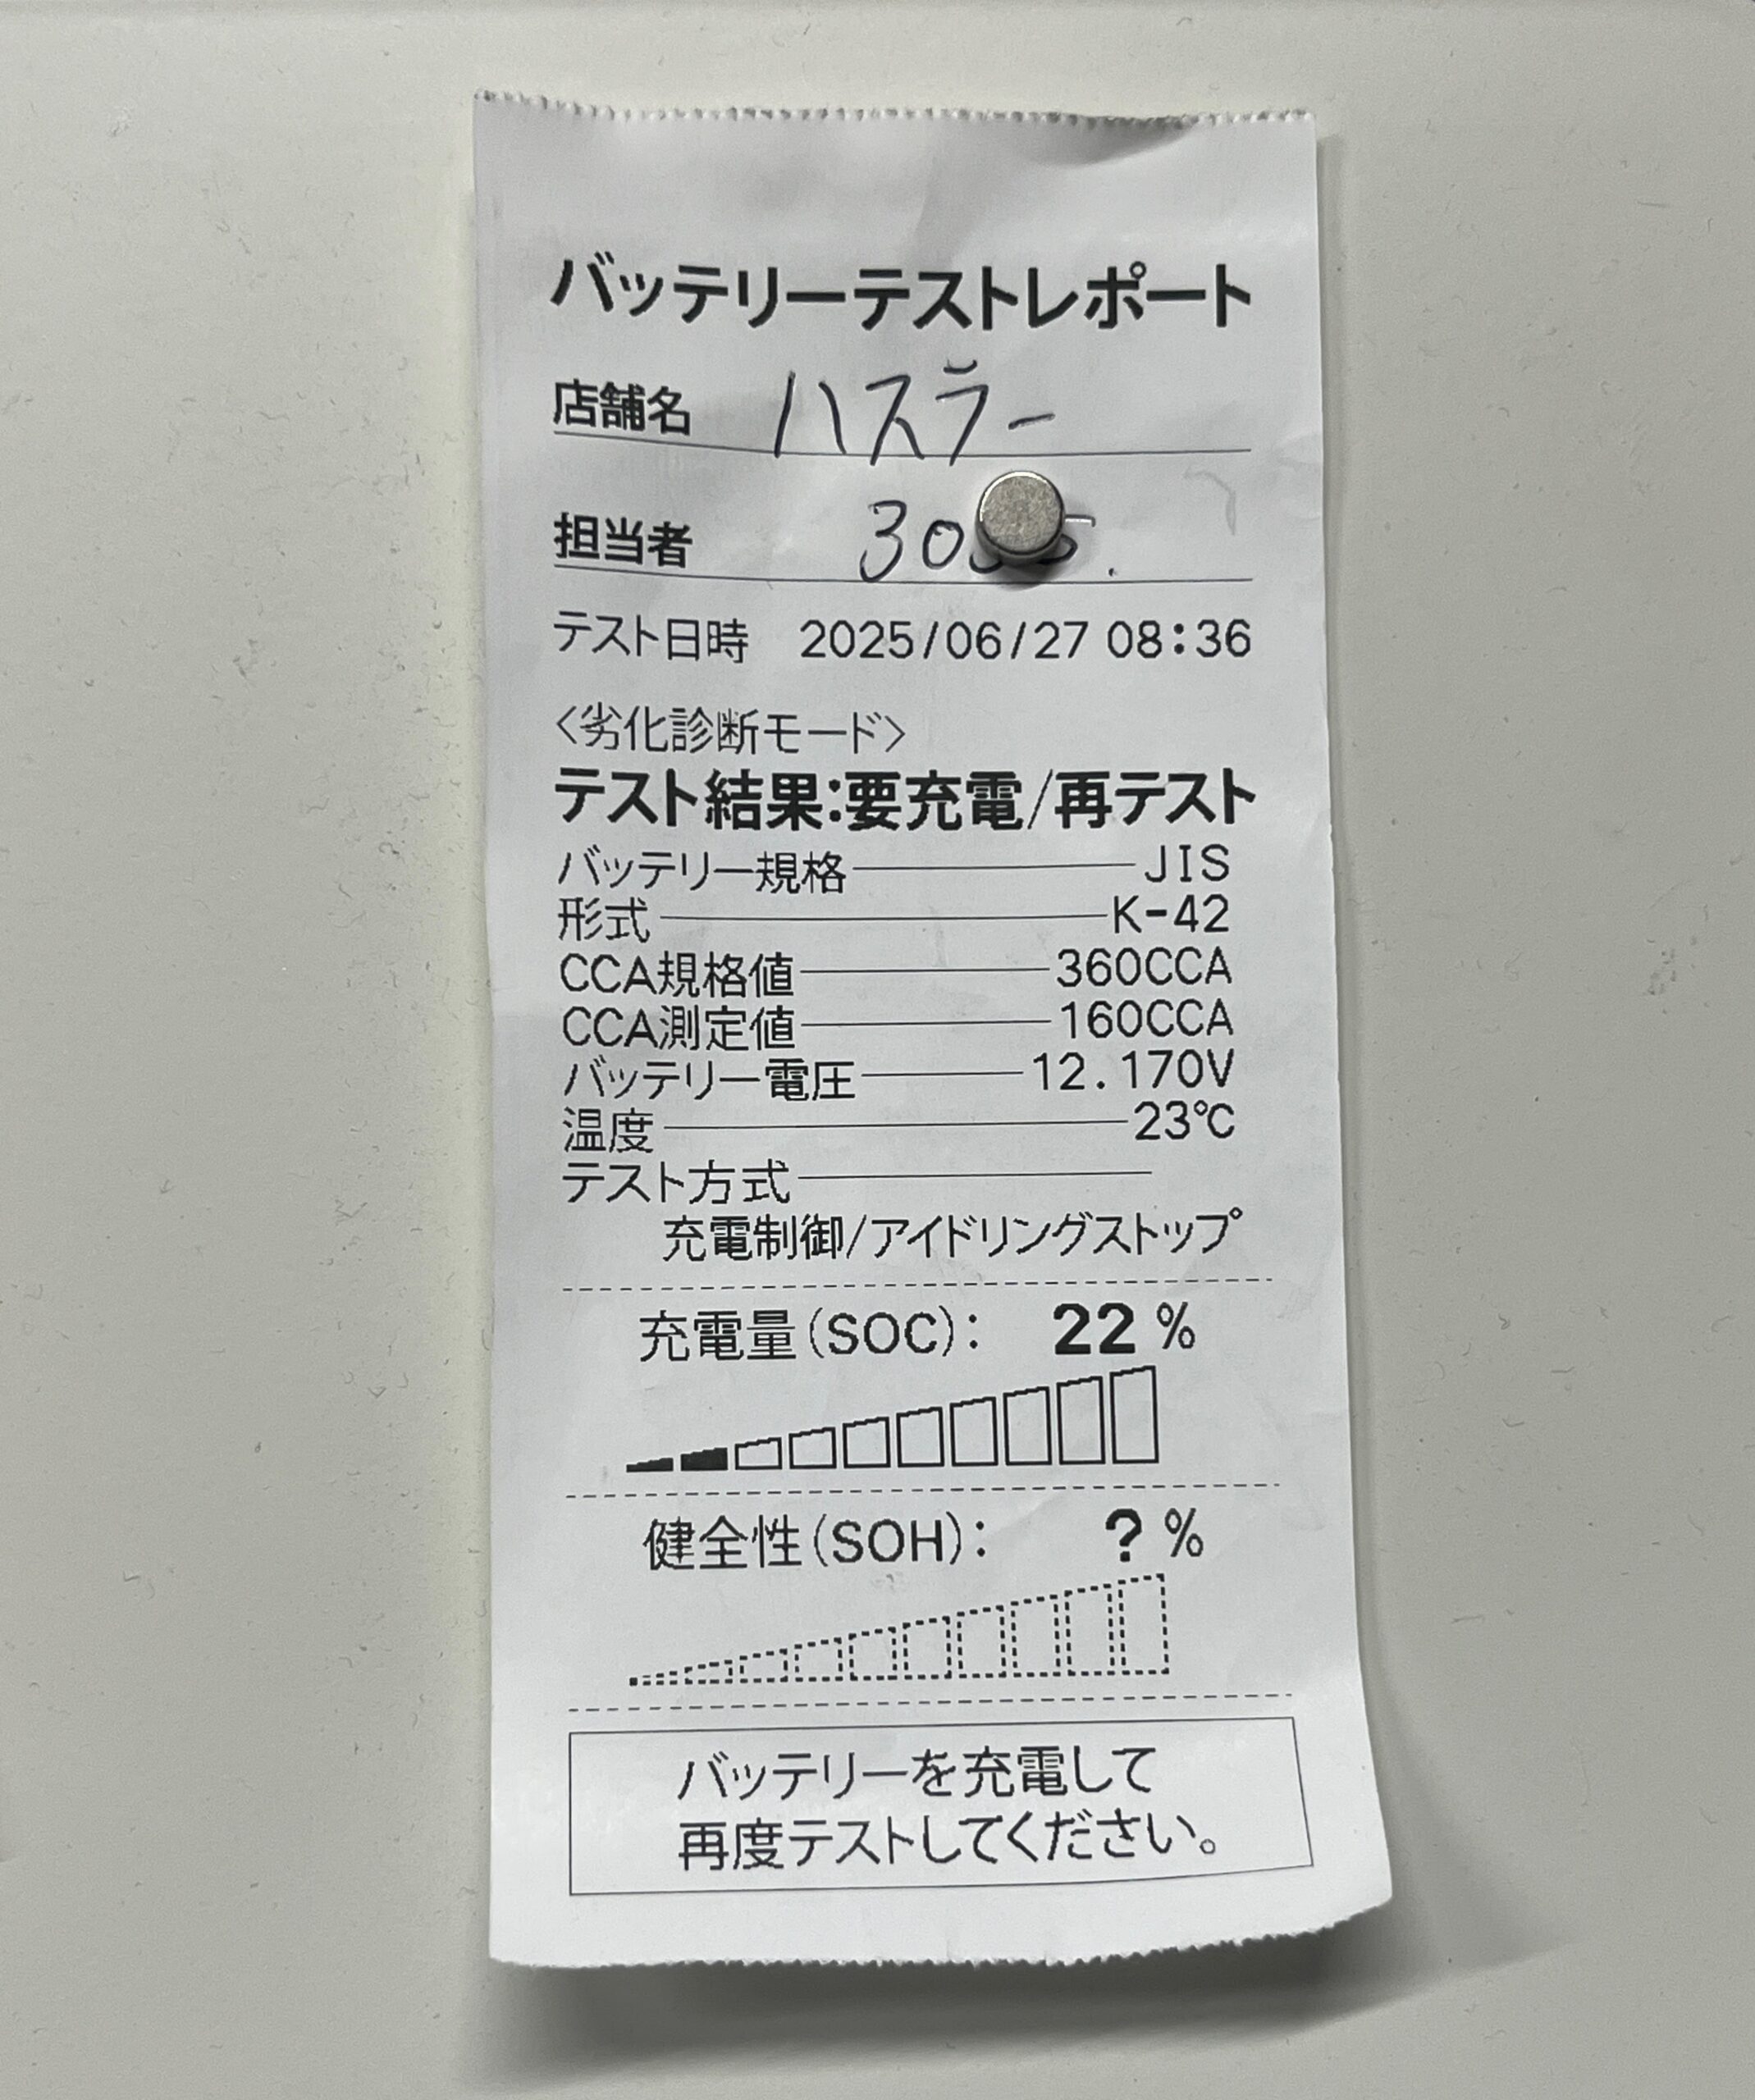 バッテリーテストレポート
店舗名 ハスラー
担当者
テスト日時 2025/06/27 08:36
〈劣化診断モード〉
テスト結果:要充電/再テスト
バッテリー規格 JIS
形式 K-42
CCA規格値 360CCA
CCA測定値 160CCA
バッテリー電圧 12.170V
温度 23℃
テスト方式
充電制御/アイドリングストップ
充電量(SOC): 22 %
健全性(SOH): ? %
バッテリーを充電して
再度テストしてください。